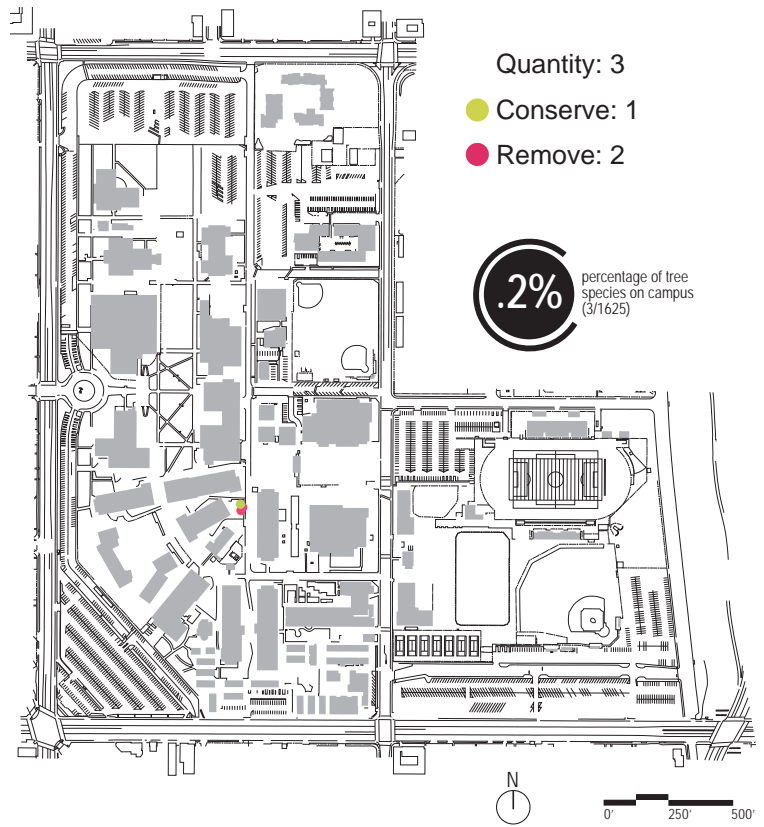 Quantity: 3
Conserve: 1
Remove: 2
.2%
percentage of tree
species on campus
(3/1625)
N
0' 250' 500'